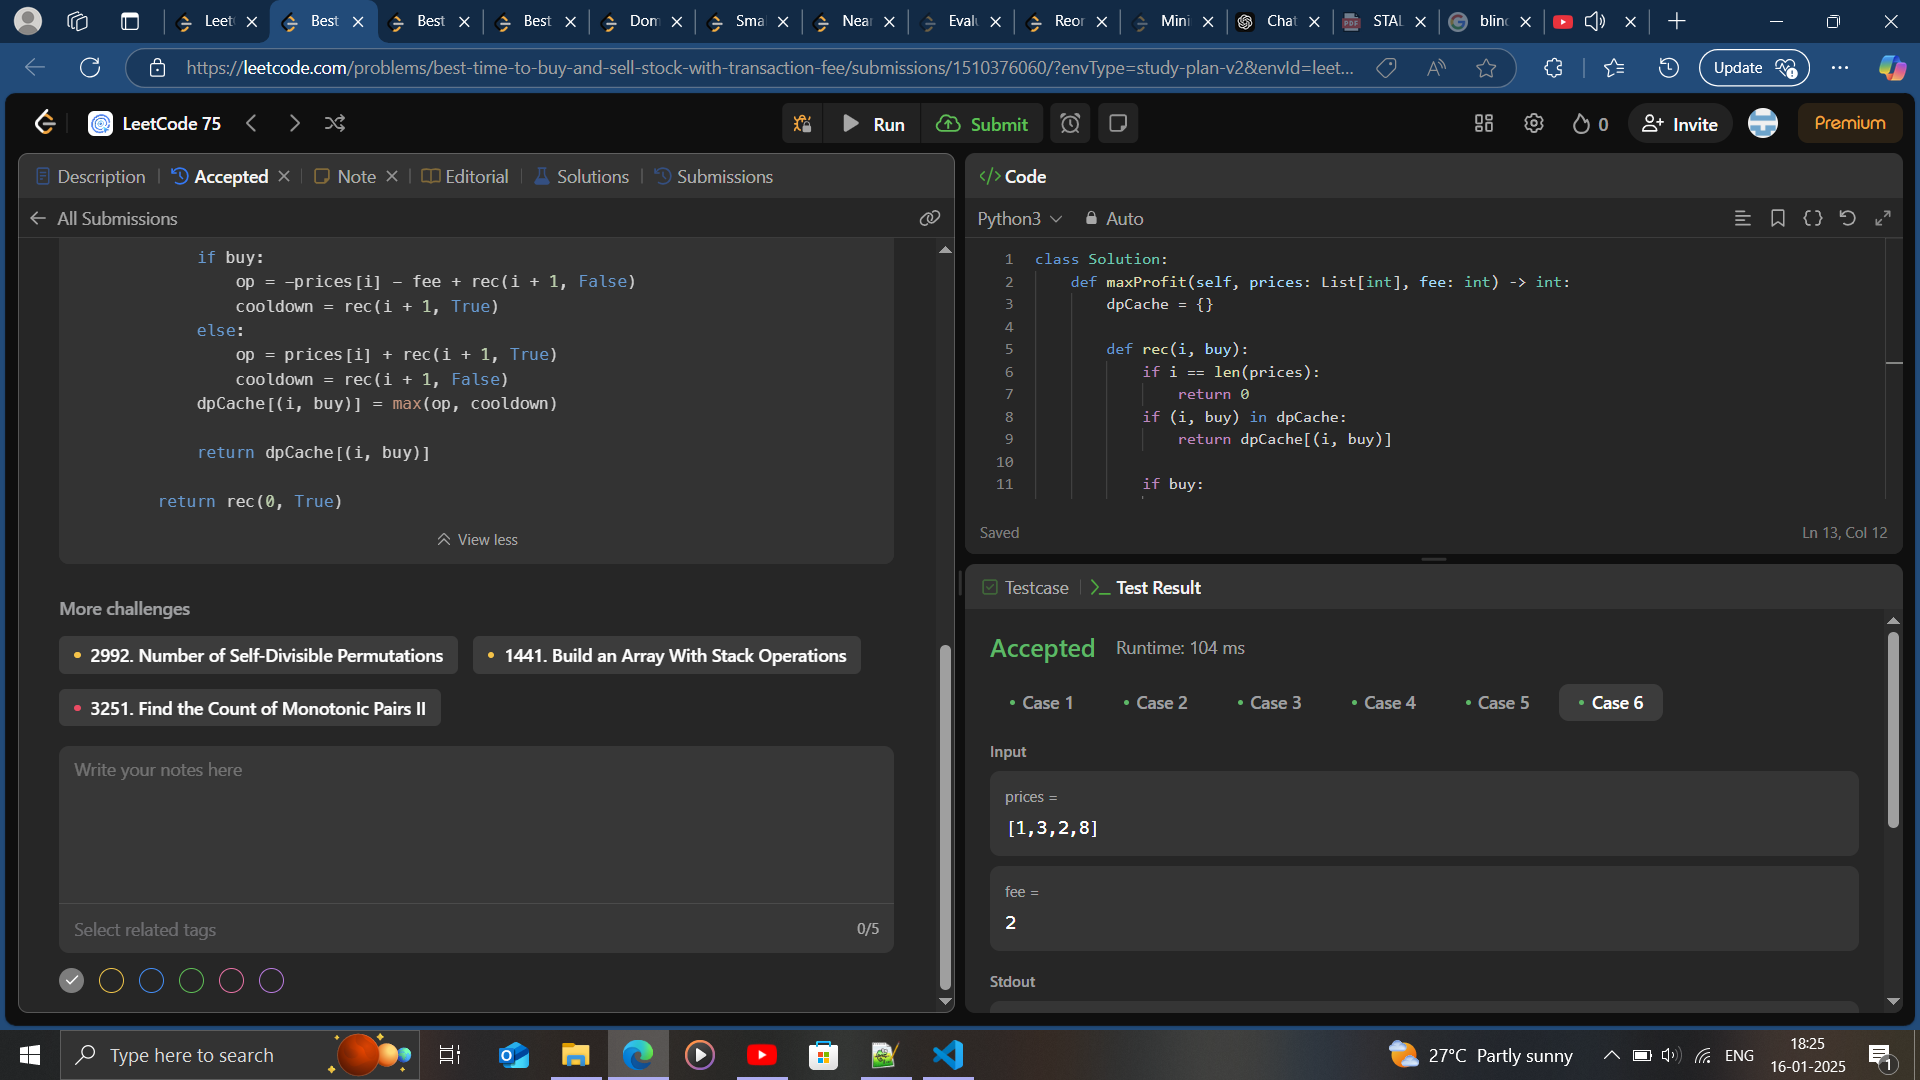 Leet
Best
Best
Best
Dom
Smal
Near
Evalu
Reor
Mini
Chat
STAL
blind
https://leetcode.com/problems/best-time-to-buy-and-sell-stock-with-transaction-fee/submissions/1510376060/?envType=study-plan-v2&envId=leet...
Update
LeetCode 75
Run
Submit
0
Invite
Premium
Description
Accepted
Note
Editorial
Solutions
Submissions
All Submissions
if buy:
op = -prices[i] - fee + rec(i + 1, False)
cooldown = rec(i + 1, True)
else:
op = prices[i] + rec(i + 1, True)
cooldown = rec(i + 1, False)
dpCache[(i, buy)] = max(op, cooldown)
return dpCache[(i, buy)]
return rec(0, True)
View less
More challenges
2992. Number of Self-Divisible Permutations
1441. Build an Array With Stack Operations
3251. Find the Count of Monotonic Pairs II
Write your notes here
Select related tags
0/5
</> Code
Python3
Auto
1 class Solution:
2 def maxProfit(self, prices: List[int], fee: int) -> int:
3 dpCache = {}
4
5 def rec(i, buy):
6 if i == len(prices):
7 return 0
8 if (i, buy) in dpCache:
9 return dpCache[(i, buy)]
10
11 if buy:
Saved
Ln 13, Col 12
Testcase
Test Result
Accepted
Runtime: 104 ms
Case 1
Case 2
Case 3
Case 4
Case 5
Case 6
Input
prices =
[1,3,2,8]
fee =
2
Stdout
Type here to search
27°C Partly sunny
ENG
18:25
16-01-2025
1